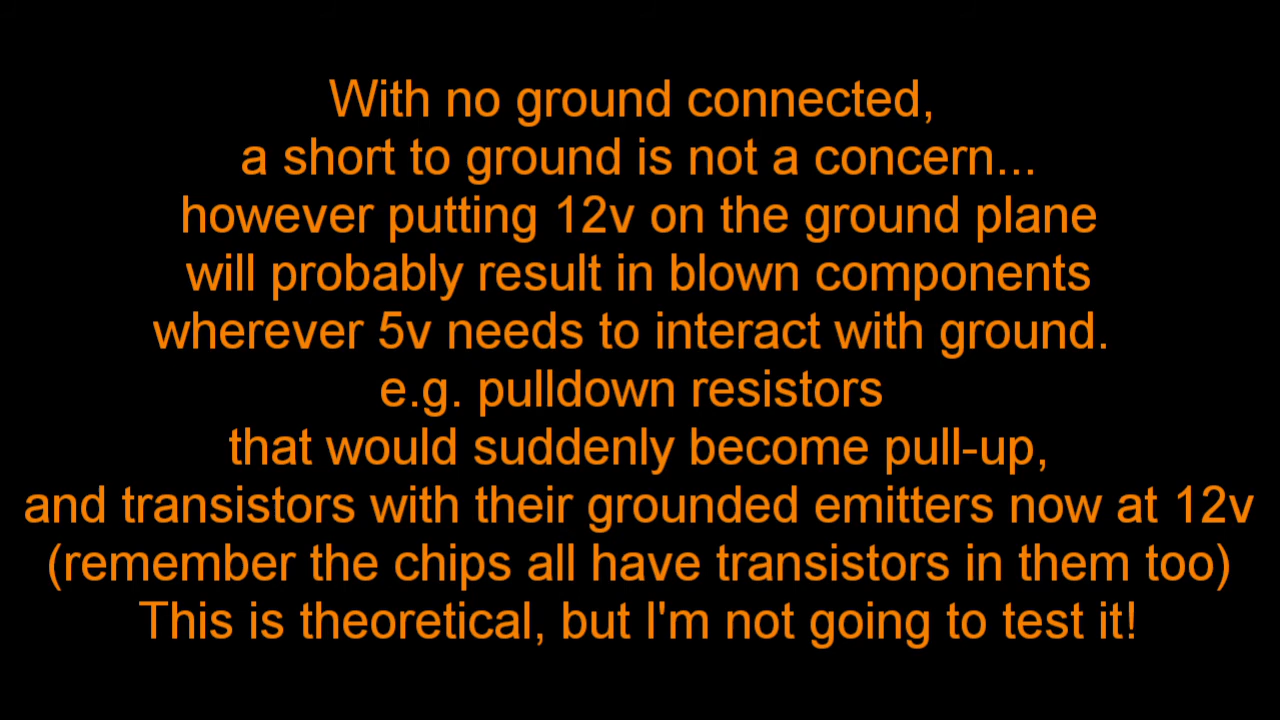 With no ground connected,
a short to ground is not a concern...
however putting 12v on the ground plane
will probably result in blown components
wherever 5v needs to interact with ground.
e.g. pulldown resistors
that would suddenly become pull-up,
and transistors with their grounded emitters now at 12v
(remember the chips all have transistors in them too)
This is theoretical, but I'm not going to test it!